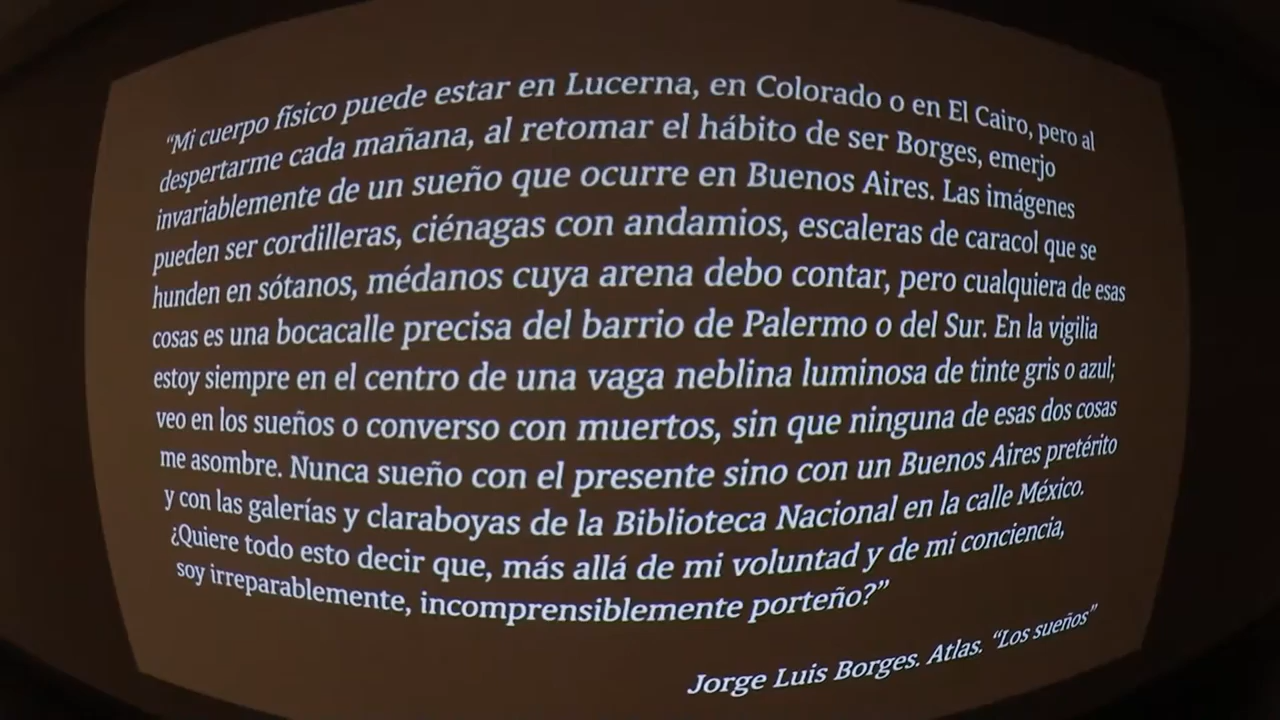 “Mi cuerpo físico puede estar en Lucerna, en Colorado o en El Cairo, pero al
despertarme cada mañana, al retomar el hábito de ser Borges, emerjo
invariablemente de un sueño que ocurre en Buenos Aires. Las imágenes
pueden ser cordilleras, ciénagas con andamios, escaleras de caracol que se
hunden en sótanos, médanos cuya arena debo contar, pero cualquiera de esas
cosas es una bocacalle precisa del barrio de Palermo o del Sur. En la vigilia
estoy siempre en el centro de una vaga neblina luminosa de tinte gris o azul;
veo en los sueños o converso con muertos, sin que ninguna de esas dos cosas
me asombre. Nunca sueño con el presente sino con un Buenos Aires pretérito
y con las galerías y claraboyas de la Biblioteca Nacional en la calle México.
¿Quiere todo esto decir que, más allá de mi voluntad y de mi conciencia,
soy irreparablemente, incomprensiblemente porteño?”
Jorge Luis Borges. Atlas. “Los sueños”